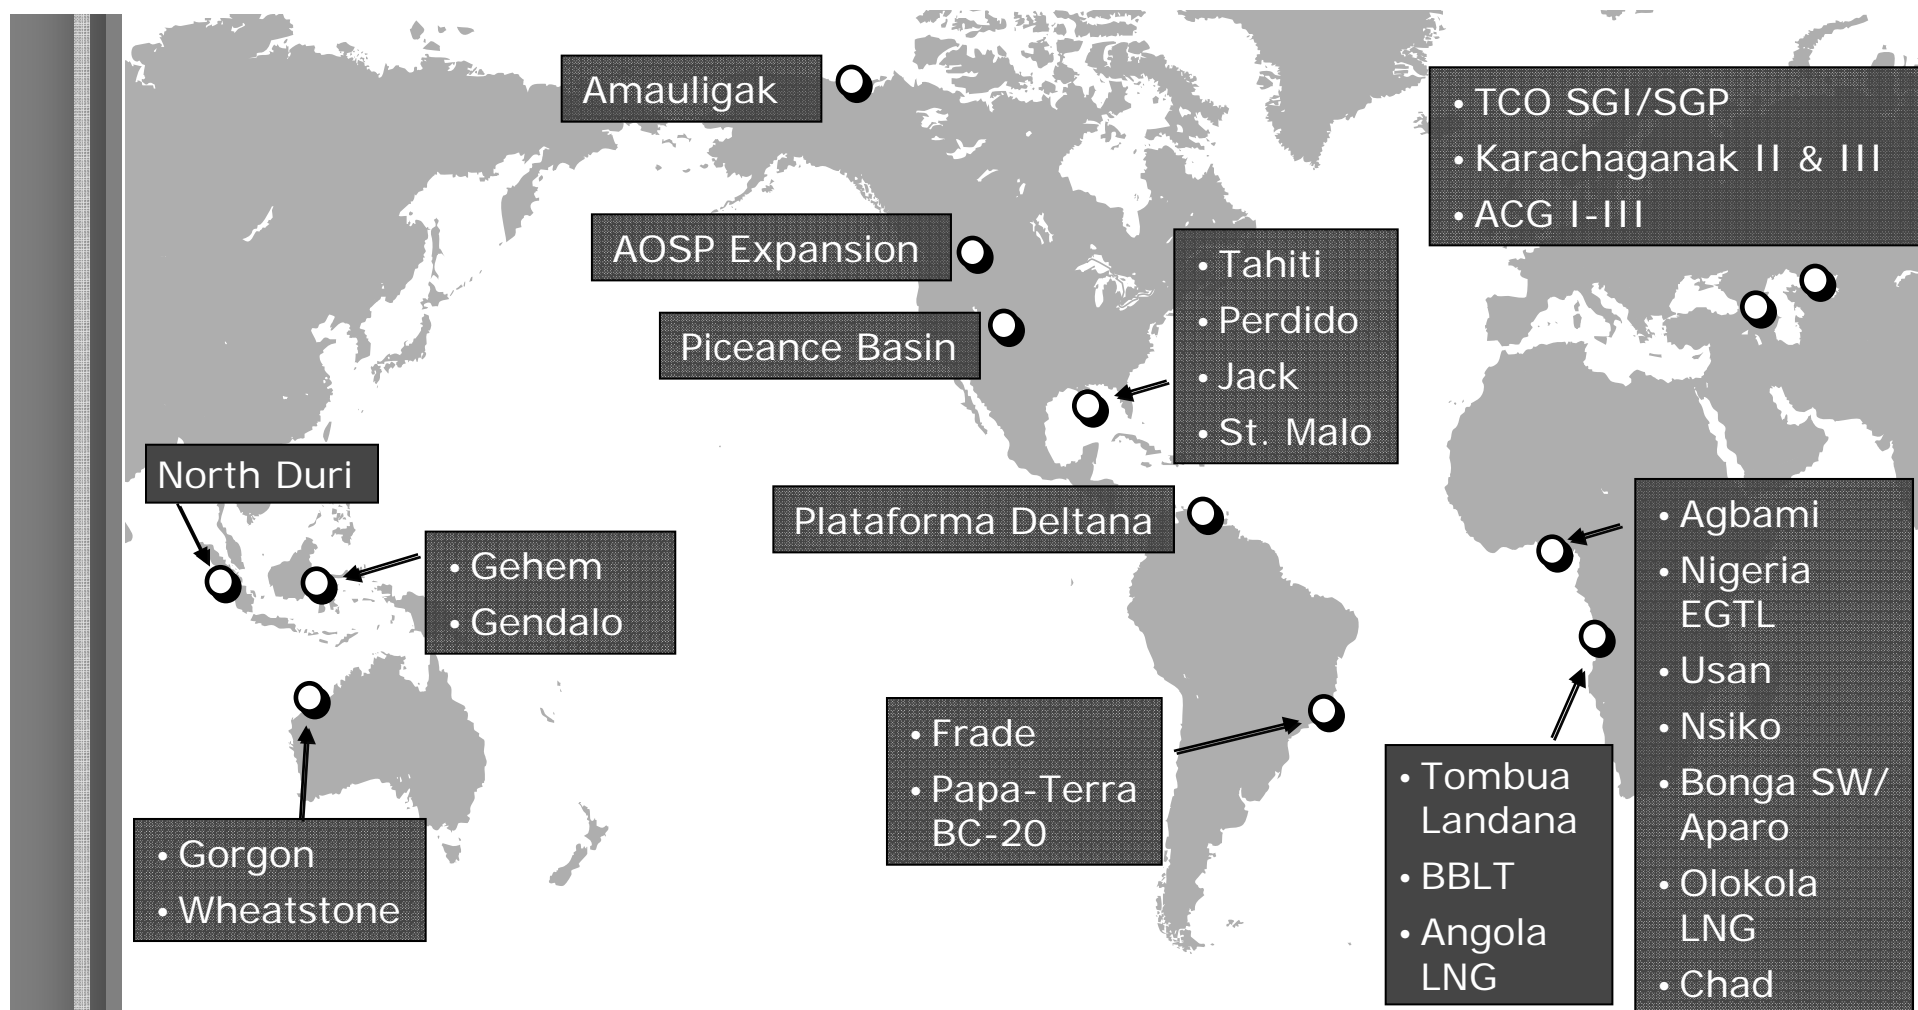 Amauligak
• TCO SGI/SGP
• Karachaganak II & III
• ACG I-III
AOSP Expansion
• Tahiti
• Perdido
• Jack
• St. Malo
Piceance Basin
North Duri
• Gehem
• Gendalo
Plataforma Deltana
• Agbami
• Nigeria
EGTL
• Usan
• Nsiko
• Bonga SW/
Aparo
• Olokola
LNG
• Chad
• Frade
• Papa-Terra
BC-20
• Tombua
Landana
• BBLT
• Angola
LNG
• Gorgon
• Wheatstone